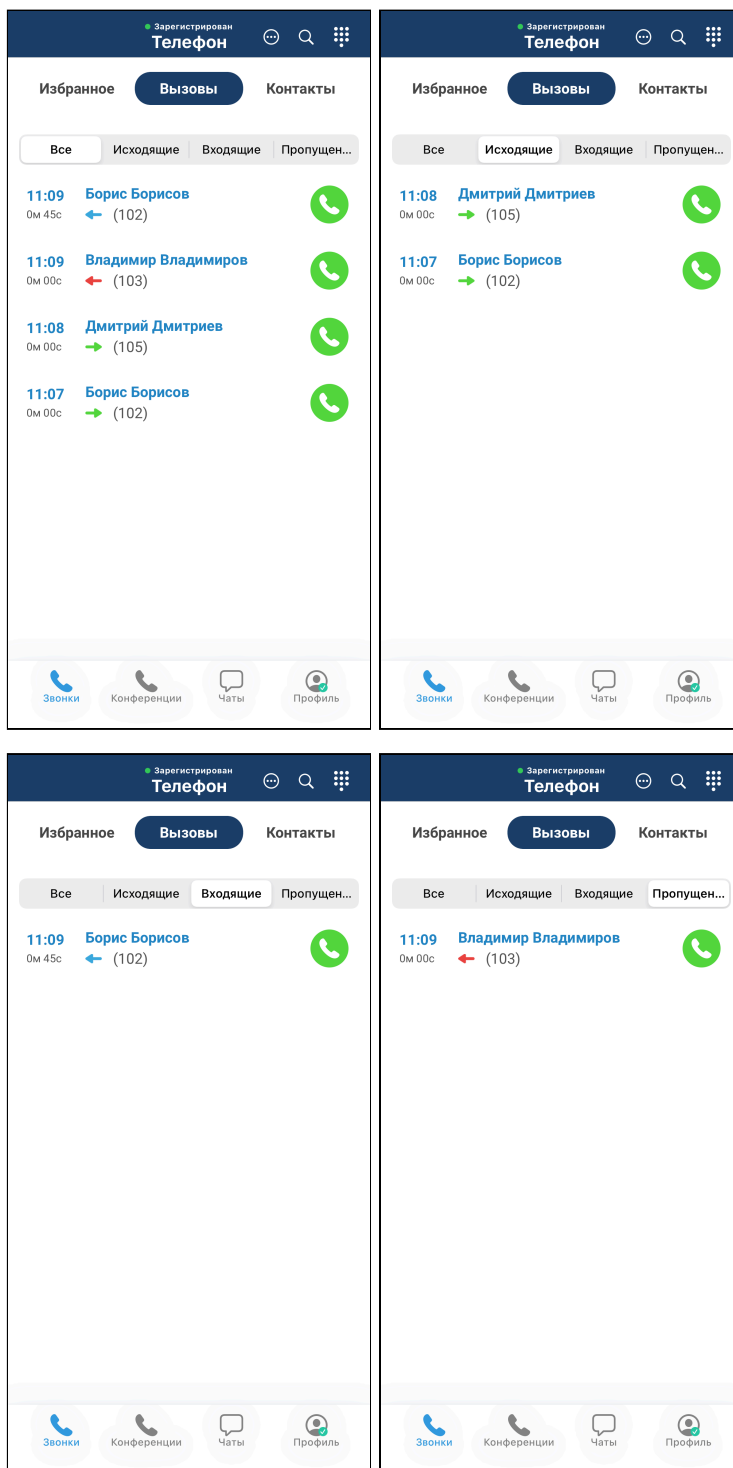 Зарегистрирован
Телефон
Избранное Вызовы Контакты
Все Исходящие Входящие Пропущен...
11:09 Борис Борисов
0м 45с (102)
11:09 Владимир Владимиров
0м 00с (103)
11:08 Дмитрий Дмитриев
0м 00с (105)
11:07 Борис Борисов
0м 00с (102)
Звонки Конференции Чаты Профиль
Зарегистрирован
Телефон
Избранное Вызовы Контакты
Все Исходящие Входящие Пропущен...
11:08 Дмитрий Дмитриев
0м 00с (105)
11:07 Борис Борисов
0м 00с (102)
Звонки Конференции Чаты Профиль
Зарегистрирован
Телефон
Избранное Вызовы Контакты
Все Исходящие Входящие Пропущен...
11:09 Борис Борисов
0м 45с (102)
Звонки Конференции Чаты Профиль
Зарегистрирован
Телефон
Избранное Вызовы Контакты
Все Исходящие Входящие Пропущен...
11:09 Владимир Владимиров
0м 00с (103)
Звонки Конференции Чаты Профиль